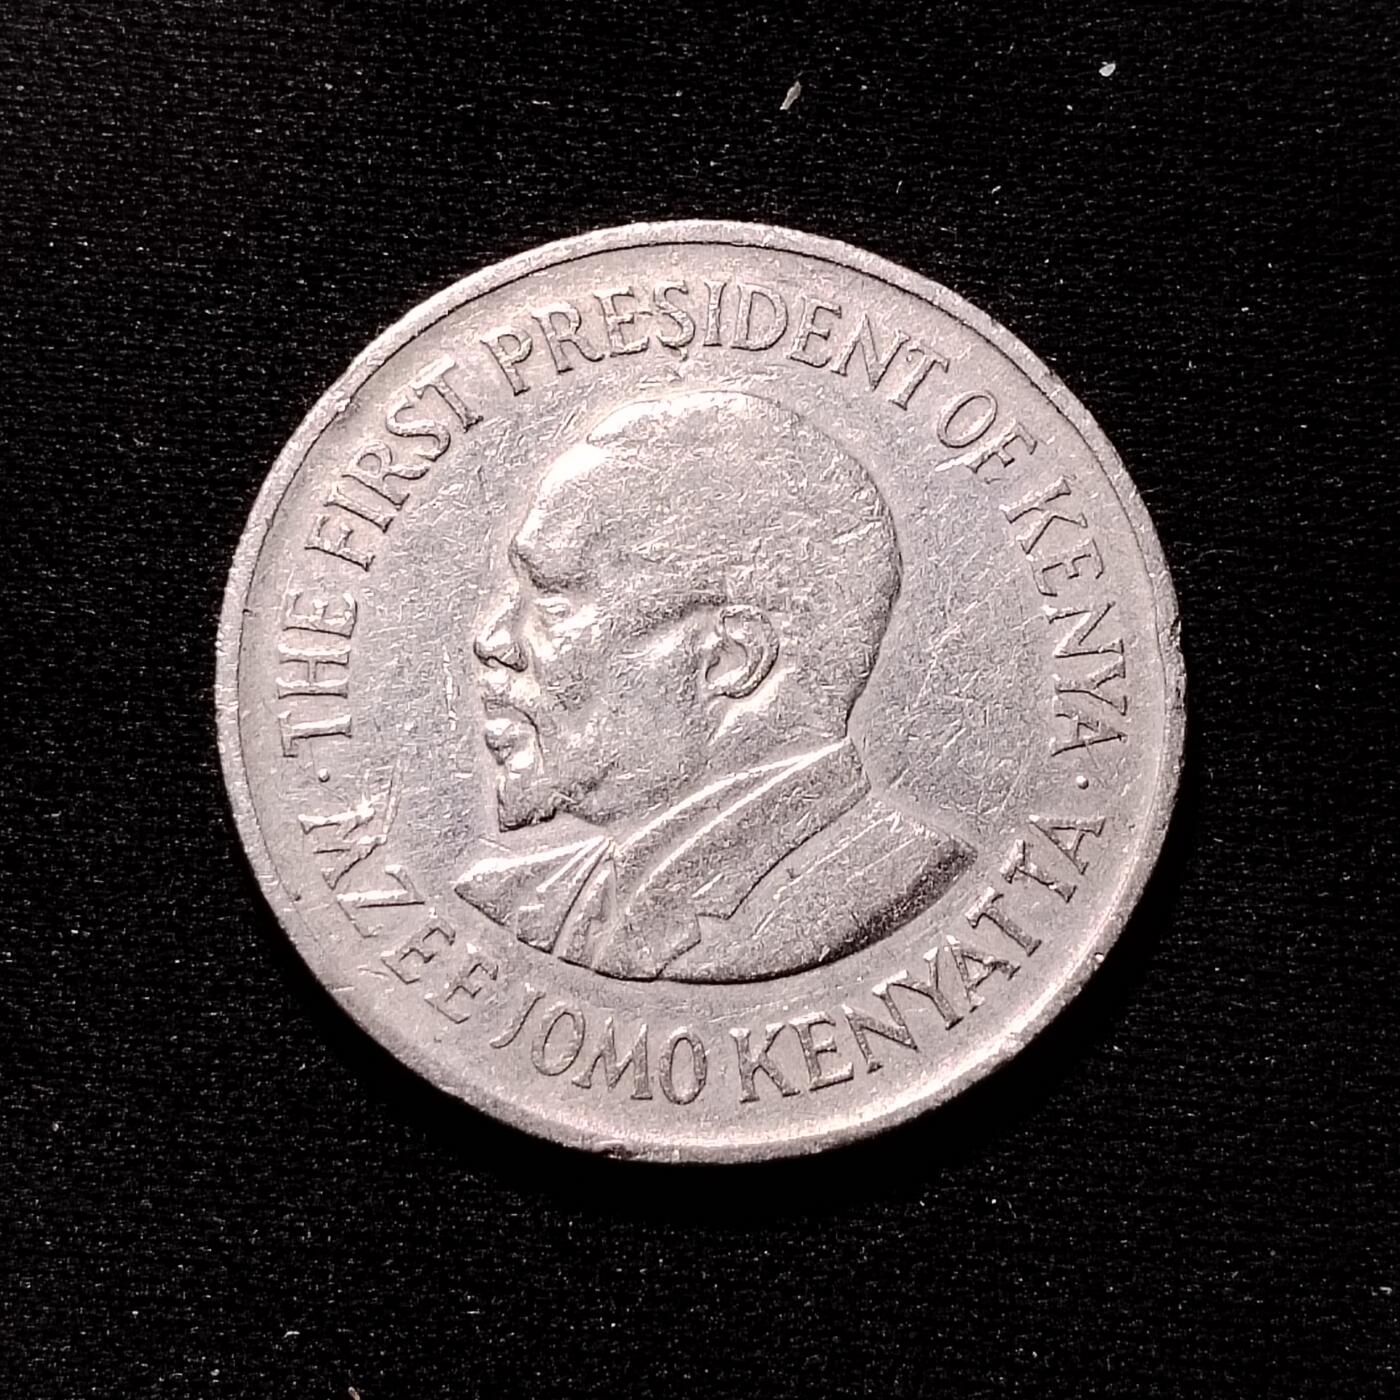 · THE FIRST PRESIDENT OF KENYA ·
MZEE JOMO KENYATTA